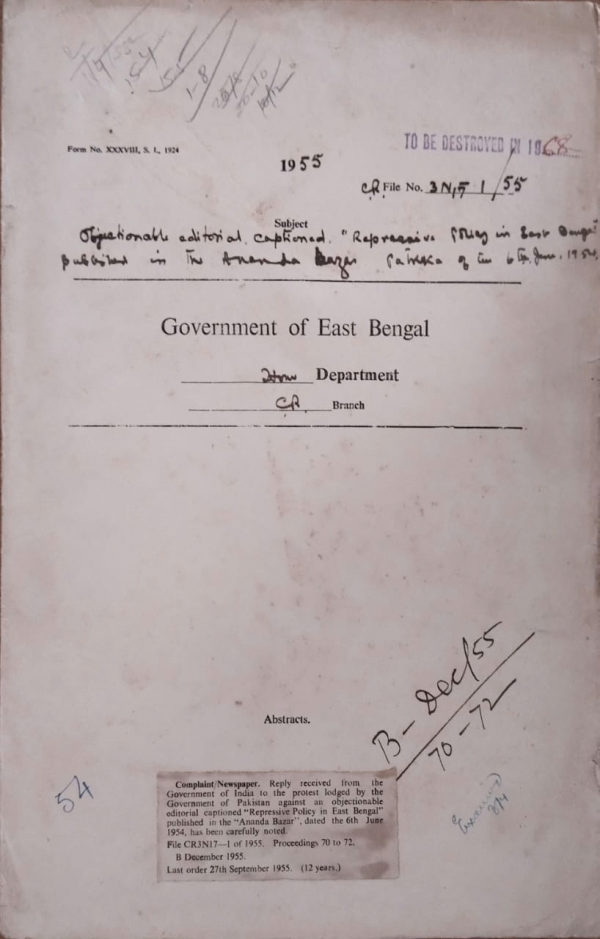 1-8
Form No. XXXVIII, S. I., 1924
TO BE DESTROYED IN 1968
1955
CR File No. 3N, 1/55
Subject
Objectionable editorial captioned "Repressive Policy in East Bengal"
published in the Ananda Bazar Patrika of the 6th June. 1954.
Government of East Bengal
Home Department
CR Branch
B- Dec/55
70-72
Abstracts.
54
Complaint/Newspaper. Reply received from the
Government of India to the protest lodged by the
Government of Pakistan against an objectionable
editorial captioned "Repressive Policy in East Bengal"
published in the "Ananda Bazar", dated the 6th June
1954, has been carefully noted.
File CR3N17—1 of 1955. Proceedings 70 to 72.
B December 1955.
Last order 27th September 1955. (12 years.)